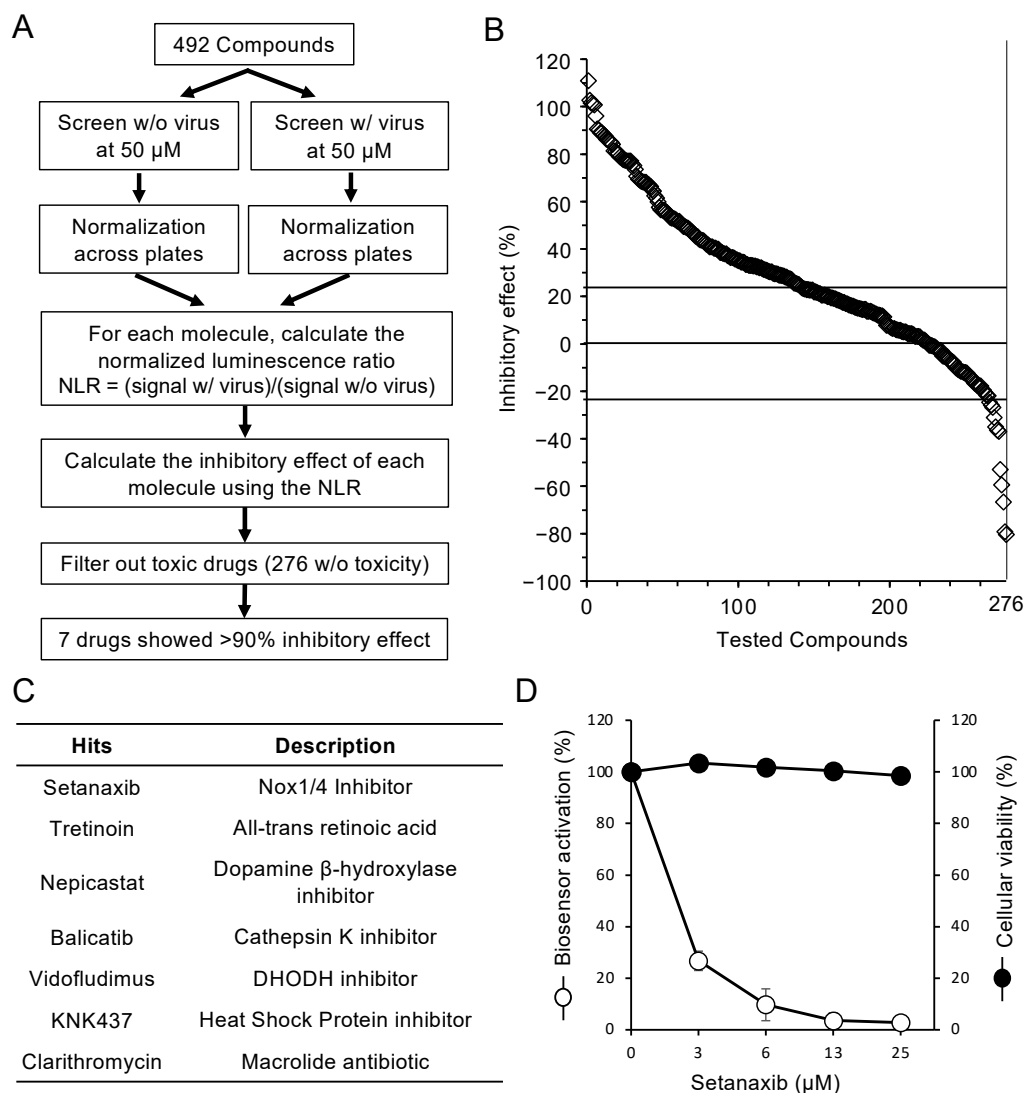 A
492 Compounds
Screen w/o virus
at 50 µM
Screen w/ virus
at 50 µM
Normalization
across plates
Normalization
across plates
For each molecule, calculate the
normalized luminescence ratio
NLR = (signal w/ virus)/(signal w/o virus)
Calculate the inhibitory effect of each
molecule using the NLR
Filter out toxic drugs (276 w/o toxicity)
7 drugs showed >90% inhibitory effect
B
Inhibitory effect (%)
120
100
80
60
40
20
0
−20
−40
−60
−80
−100
0
100
200
276
Tested Compounds
C
Hits Description
Setanaxib Nox1/4 Inhibitor
Tretinoin All-trans retinoic acid
Nepicastat Dopamine β-hydroxylase
inhibitor
Balicatib Cathepsin K inhibitor
Vidofludimus DHODH inhibitor
KNK437 Heat Shock Protein inhibitor
Clarithromycin Macrolide antibiotic
D
Biosensor activation (%)
120
100
80
60
40
20
0
120
100
80
60
40
20
0
Cellular viability (%)
0
3
6
13
25
Setanaxib (µM)